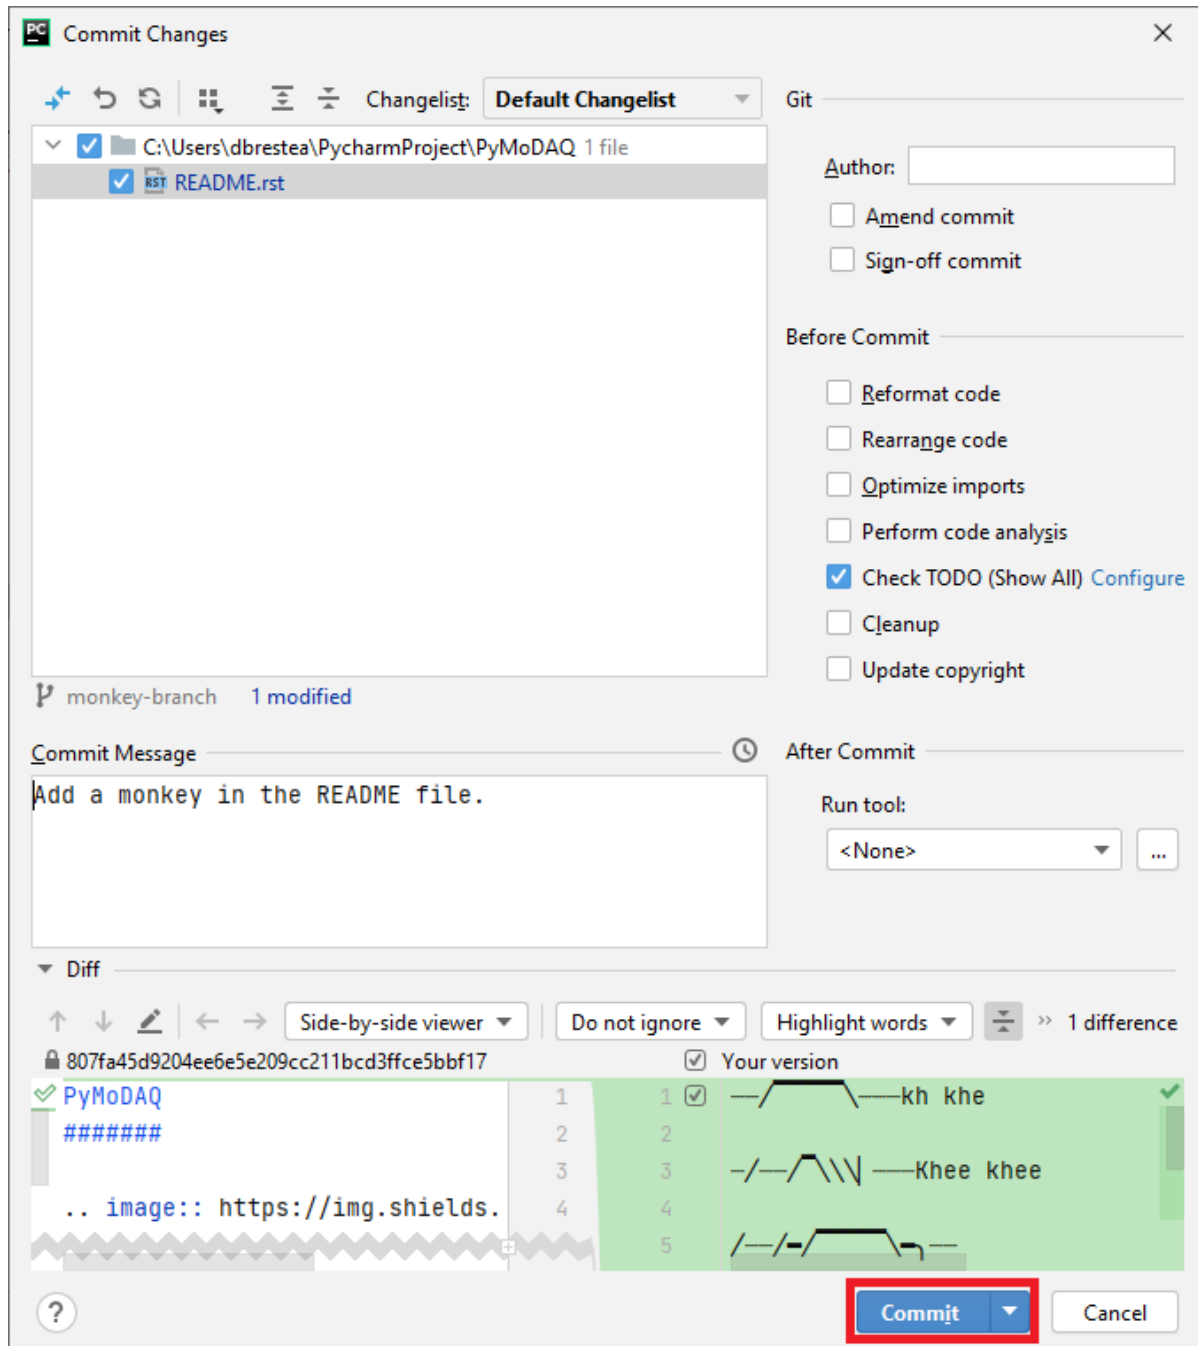 PC Commit Changes
Changelist: Default Changelist
C:\Users\dbrestea\PycharmProject\PyMoDAQ 1 file
RST README.rst
monkey-branch 1 modified
Git
Author:
Amend commit
Sign-off commit
Before Commit
Reformat code
Rearrange code
Optimize imports
Perform code analysis
Check TODO (Show All) Configure
Cleanup
Update copyright
Commit Message
Add a monkey in the README file.
After Commit
Run tool:
<None>
...
Diff
Side-by-side viewer Do not ignore Highlight words » 1 difference
807fa45d9204ee6e5e209cc211bcd3ffce5bbf17 Your version
PyMoDAQ 1 1 ——/‾‾‾‾\———kh khe
####### 2 2
3 3 —/——/‾\\\| ———Khee khee
.. image:: https://img.shields. 4 4
5 /——/━/‾‾‾‾\━╮——
? Commit Cancel